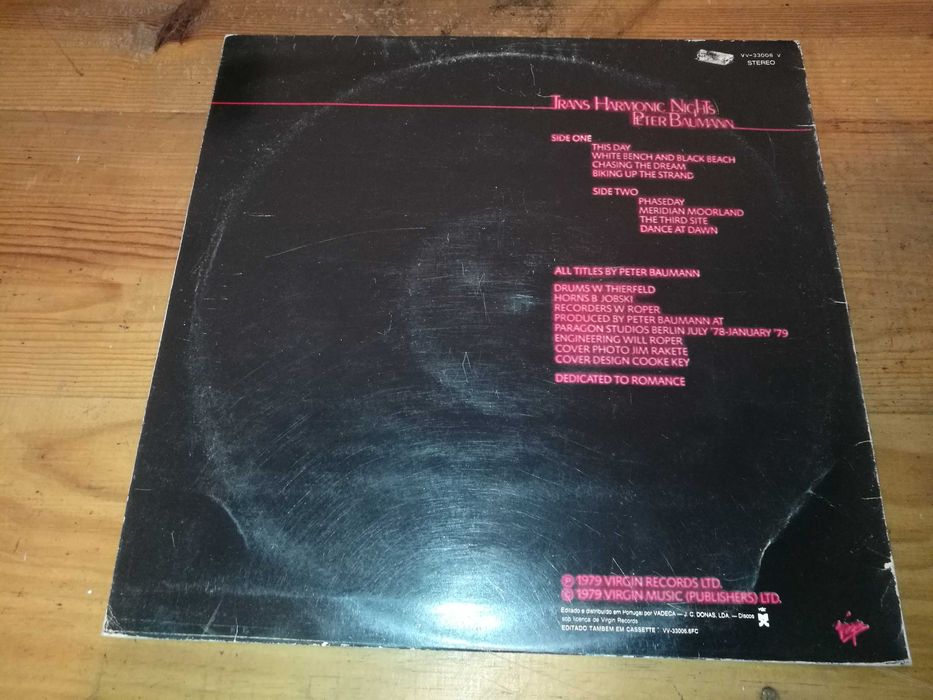 VV-33006 V
STEREO
TRANS HARMONIC NIGHTS
PETER BAUMANN
SIDE ONE
THIS DAY
WHITE BENCH AND BLACK BEACH
CHASING THE DREAM
BIKING UP THE STRAND
SIDE TWO
PHASEDAY
MERIDIAN MOORLAND
THE THIRD SITE
DANCE AT DAWN
ALL TITLES BY PETER BAUMANN
DRUMS W THIERFELD
HORNS B JOBSKI
RECORDERS W ROPER
PRODUCED BY PETER BAUMANN AT
PARAGON STUDIOS BERLIN JULY '78-JANUARY '79
ENGINEERING WILL ROPER
COVER PHOTO JIM RAKETE
COVER DESIGN COOKE KEY
DEDICATED TO ROMANCE
Ⓟ 1979 VIRGIN RECORDS LTD.
© 1979 VIRGIN MUSIC (PUBLISHERS) LTD.
Editado e distribuído em Portugal por VADECA — J. C. DONAS, LDA. — Discos
sob licença de Virgin Records
EDITADO TAMBÉM EM CASSETTE : VV-33006.6FC
Virgin